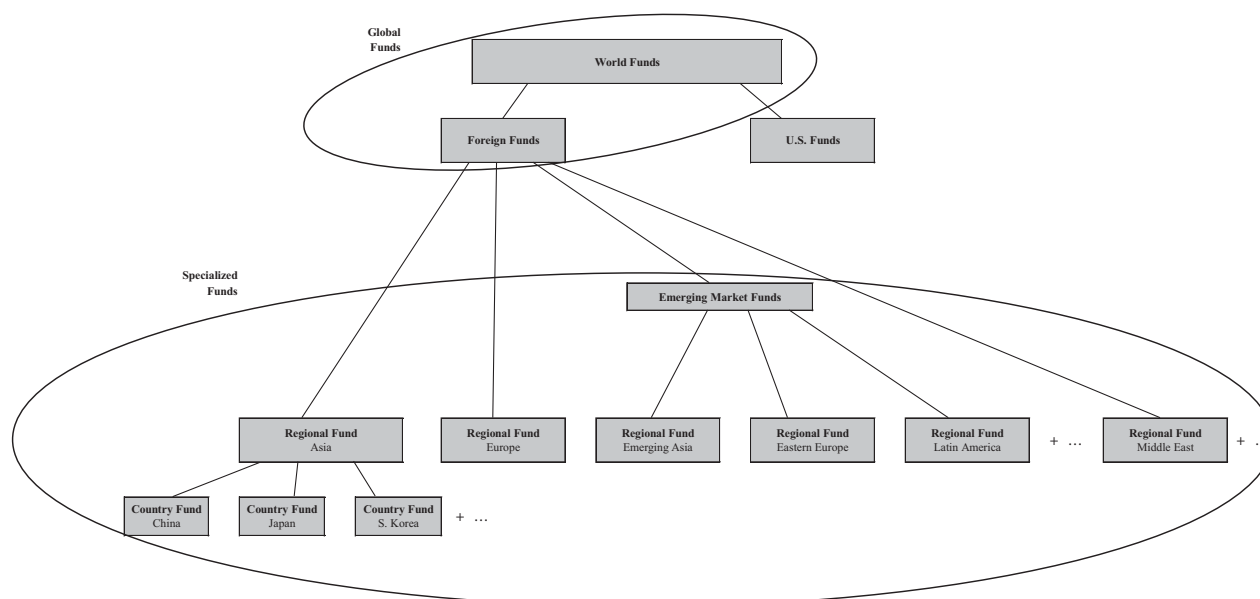 Global
Funds
World Funds
Foreign Funds
U.S. Funds
Specialized
Funds
Emerging Market Funds
Regional Fund
Asia
Regional Fund
Europe
Regional Fund
Emerging Asia
Regional Fund
Eastern Europe
Regional Fund
Latin America
+ ...
Regional Fund
Middle East
+ ...
Country Fund
China
Country Fund
Japan
Country Fund
S. Korea
+ ...